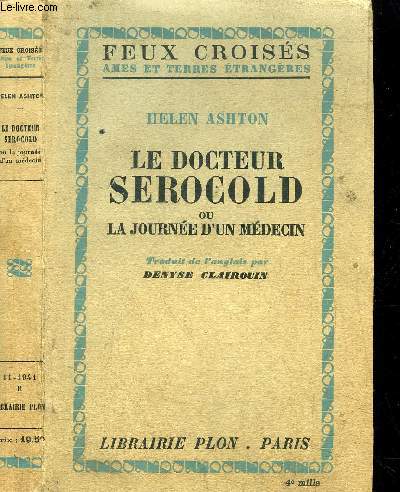 Le-livre.com
FEUX CROISÉS
AMES ET TERRES ÉTRANGÈRES
HELEN ASHTON
LE DOCTEUR
SEROCOLD
OU
LA JOURNÉE D'UN MÉDECIN
Traduit de l'anglais par
DENYSE CLAIROUIN
LIBRAIRIE PLON . PARIS
4e mille
FEUX CROISÉS
HELEN ASHTON
LE DOCTEUR
SEROCOLD
ou la journée
d'un médecin
11-1941
LIBRAIRIE PLON